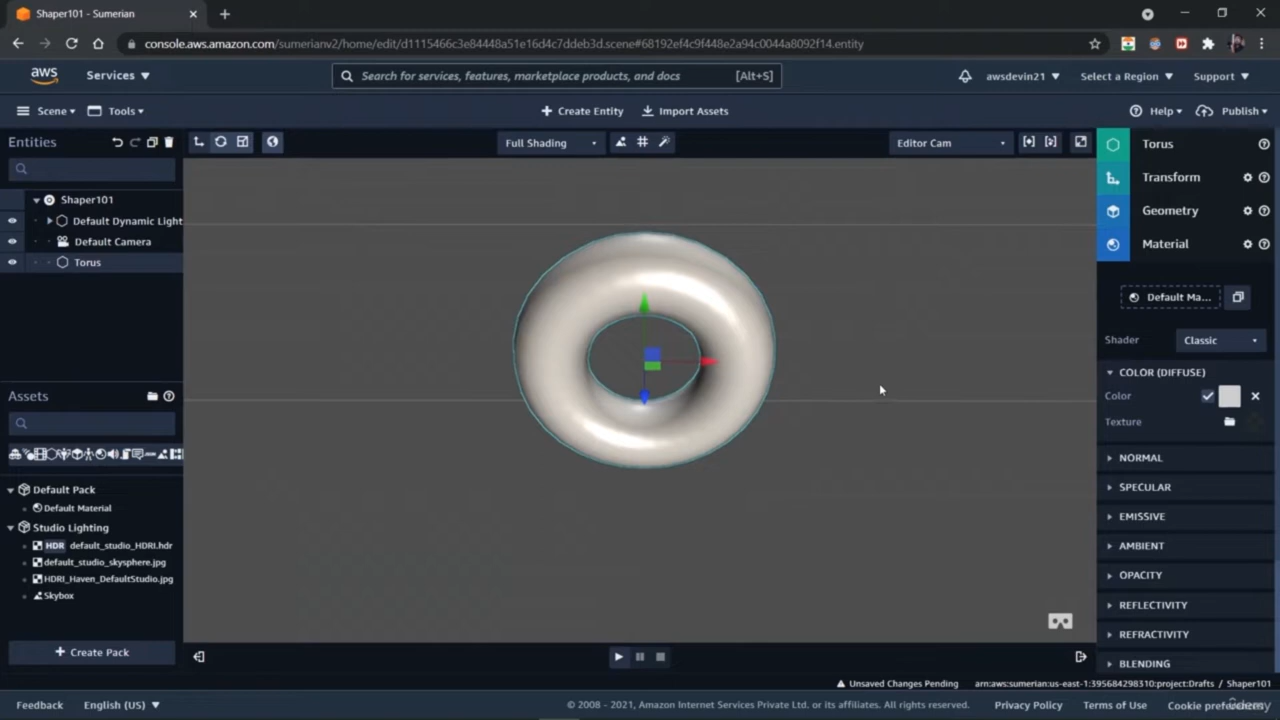 Shaper101 - Sumerian
console.aws.amazon.com/sumerianv2/home/edit/d1115466c3e84448a51e16d4c7ddeb3d.scene#68192ef4c9f448e2a94c0044a8092f14.entity
aws Services Search for services, features, marketplace products, and docs [Alt+S] awsdevin21 Select a Region Support
Scene Tools Create Entity Import Assets Help Publish
Entities
Full Shading
Editor Cam
Shaper101
Default Dynamic Light
Default Camera
Torus
Assets
Default Pack
Default Material
Studio Lighting
HDR default_studio_HDRI.hdr
default_studio_skysphere.jpg
HDRI_Haven_DefaultStudio.jpg
Skybox
Create Pack
Torus
Transform
Geometry
Material
Default Ma...
Shader Classic
COLOR (DIFFUSE)
Color
Texture
NORMAL
SPECULAR
EMISSIVE
AMBIENT
OPACITY
REFLECTIVITY
REFRACTIVITY
BLENDING
Unsaved Changes Pending arn:aws:sumerian:us-east-1:395684298310:project:Drafts / Shaper101
Feedback English (US) © 2008 - 2021, Amazon Internet Services Private Ltd. or its affiliates. All rights reserved. Privacy Policy Terms of Use Cookie preferences
Udemy